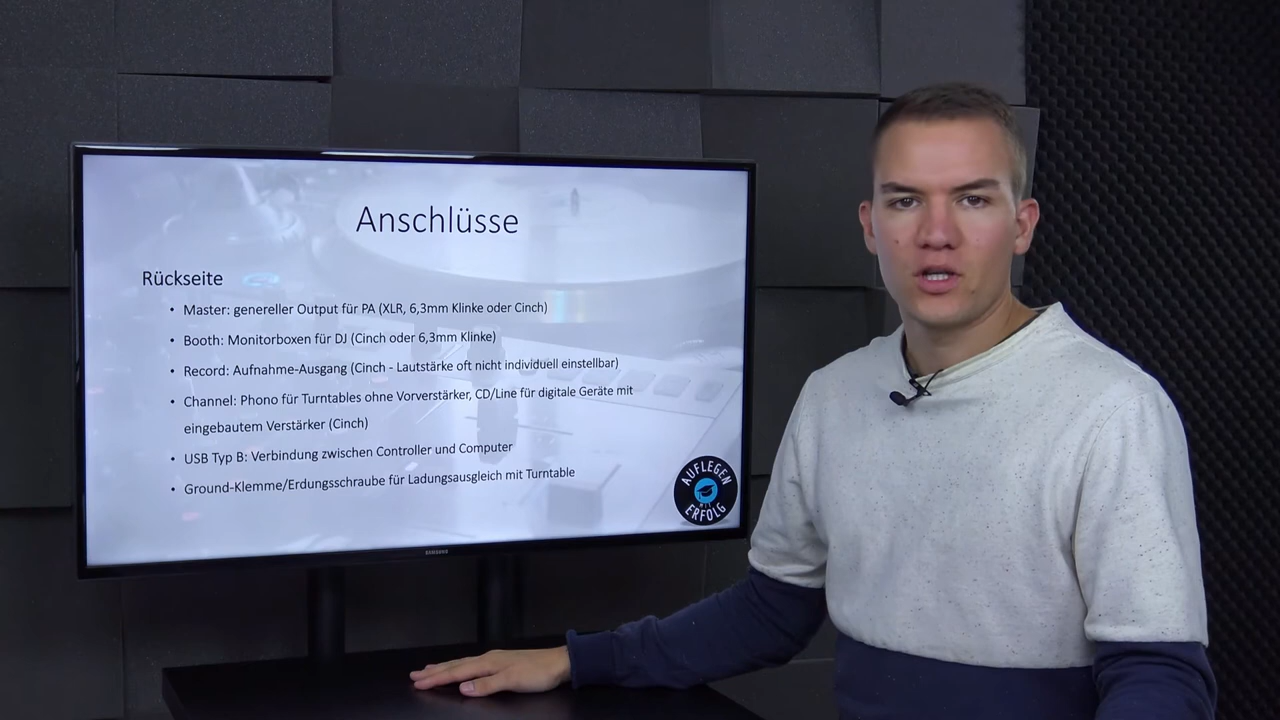 Anschlüsse
Rückseite
• Master: genereller Output für PA (XLR, 6,3mm Klinke oder Cinch)
• Booth: Monitorboxen für DJ (Cinch oder 6,3mm Klinke)
• Record: Aufnahme-Ausgang (Cinch - Lautstärke oft nicht individuell einstellbar)
• Channel: Phono für Turntables ohne Vorverstärker, CD/Line für digitale Geräte mit
eingebautem Verstärker (Cinch)
• USB Typ B: Verbindung zwischen Controller und Computer
• Ground-Klemme/Erdungsschraube für Ladungsausgleich mit Turntable
AUFLEGEN
MIT
ERFOLG
SAMSUNG